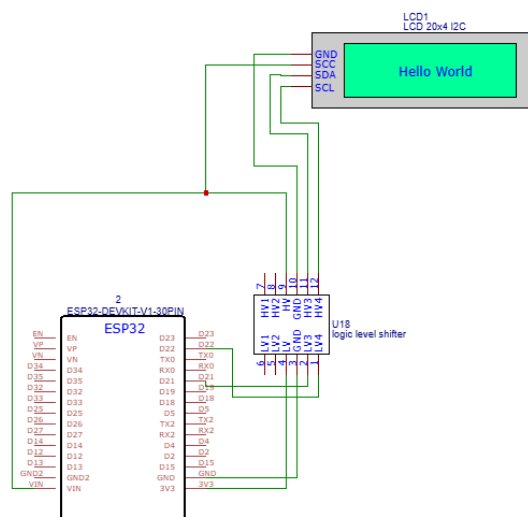 LCD1
LCD 20x4 I2C
GND
SCC
SDA
SCL
Hello World
7 8 9 10 11 12
HV1 HV2 HV GND HV3 HV4
U18
logic level shifter
LV1 LV2 LV GND LV3 LV4
6 5 4 3 2 1
2
ESP32-DEVKIT-V1-30PIN
ESP32
EN EN D23 D23
VP VP D22 D22
VN VN TX0 TX0
D34 D34 RX0 RX0
D35 D35 D21 D21
D32 D32 D19 D19
D33 D33 D18 D18
D25 D25 D5 D5
D26 D26 TX2 TX2
D27 D27 RX2 RX2
D14 D14 D4 D4
D12 D12 D2 D2
D13 D13 D15 D15
GND2 GND2 GND GND
VIN VIN 3V3 3V3